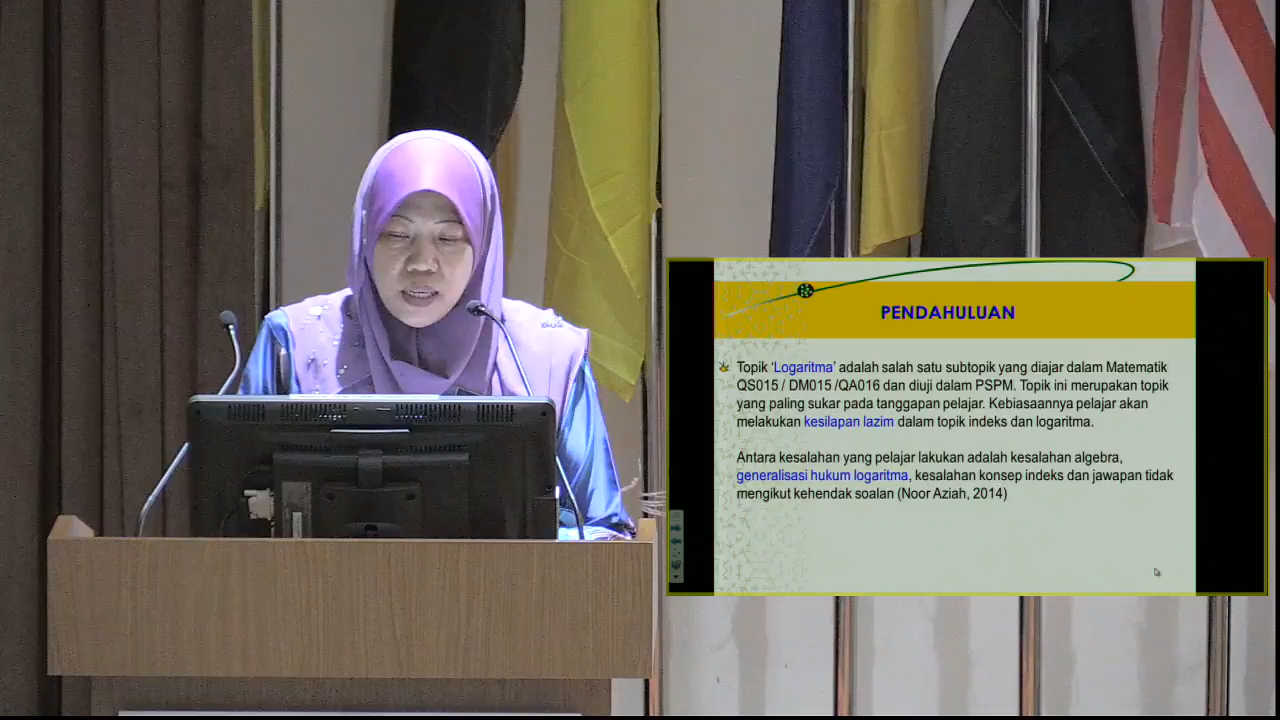 PENDAHULUAN
Topik ‘Logaritma’ adalah salah satu subtopik yang diajar dalam Matematik
QS015 / DM015 /QA016 dan diuji dalam PSPM. Topik ini merupakan topik
yang paling sukar pada tanggapan pelajar. Kebiasaannya pelajar akan
melakukan kesilapan lazim dalam topik indeks dan logaritma.
Antara kesalahan yang pelajar lakukan adalah kesalahan algebra,
generalisasi hukum logaritma, kesalahan konsep indeks dan jawapan tidak
mengikut kehendak soalan (Noor Aziah, 2014)